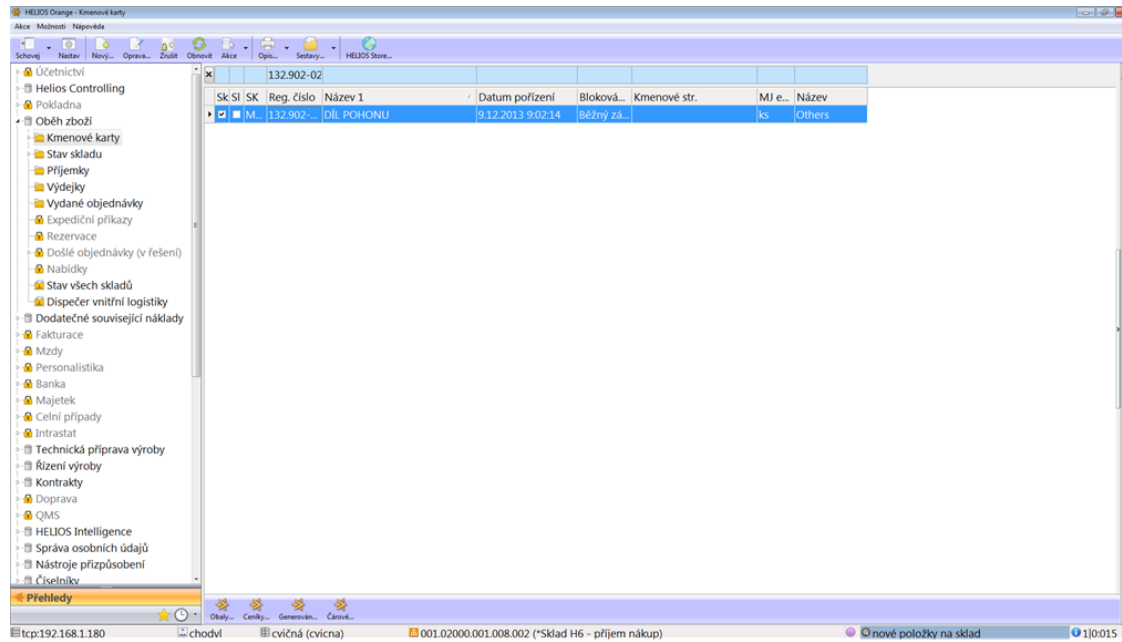 HELIOS Orange - Kmenové karty
Akce Možnosti Nápověda
Schovej Nastav Nový... Oprava... Zrušit Obnovit Akce Opis... Sestavy... HELIOS Store...
Účetnictví
Helios Controlling
Pokladna
Oběh zboží
Kmenové karty
Stav skladu
Příjemky
Výdejky
Vydané objednávky
Expediční příkazy
Rezervace
Došlé objednávky (v řešení)
Nabídky
Stav všech skladů
Dispečer vnitřní logistiky
Dodatečné související náklady
Fakturace
Mzdy
Personalistika
Banka
Majetek
Celní případy
Intrastat
Technická příprava výroby
Řízení výroby
Kontrakty
Doprava
QMS
HELIOS Intelligence
Správa osobních údajů
Nástroje přizpůsobení
Číselníky
Přehledy
132.902-02
Sk Sl SK Reg. číslo Název 1 Datum pořízení Bloková... Kmenové str. MJ e... Název
M... 132.902-... DÍL POHONU 9.12.2013 9:02:14 Běžný zá... ks Others
Obaly... Ceníky... Generován... Čárové...
tcp:192.168.1.180 chodvl cvičná (cvicna) 001.02000.001.008.002 (*Sklad H6 - příjem nákup) nové položky na sklad 1|0:015